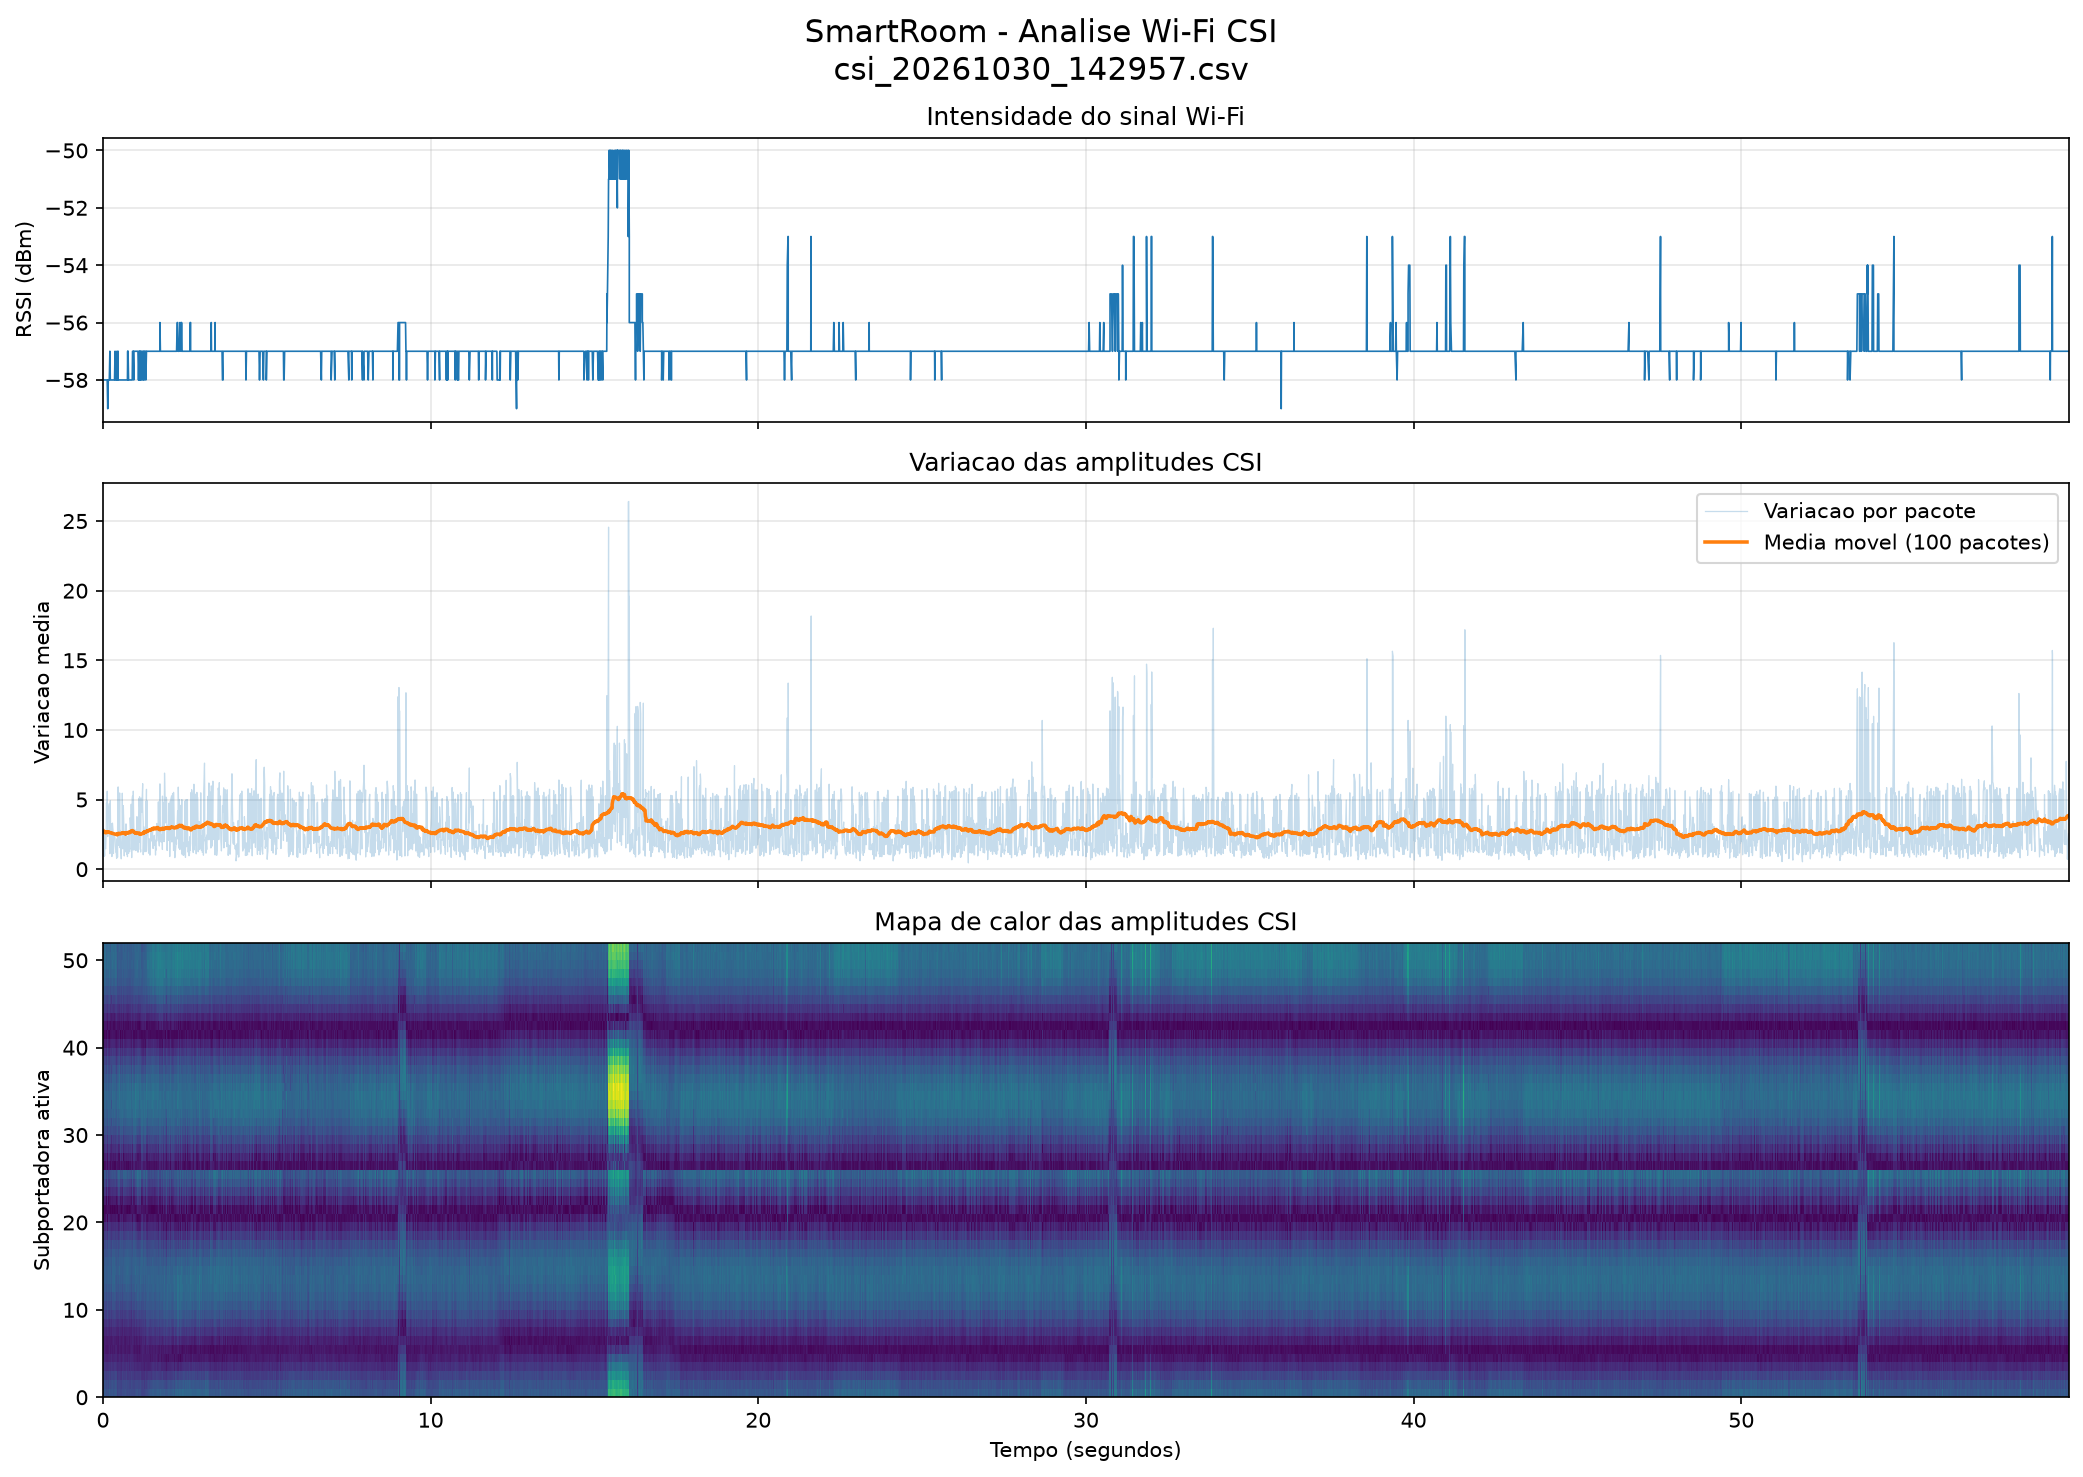 SmartRoom - Analise Wi-Fi CSI
csi_20261030_142957.csv
Intensidade do sinal Wi-Fi
RSSI (dBm)
−50
−52
−54
−56
−58
Variacao das amplitudes CSI
Variacao media
25
20
15
10
5
0
Variacao por pacote
Media movel (100 pacotes)
Mapa de calor das amplitudes CSI
Subportadora ativa
50
40
30
20
10
0
0 10 20 30 40 50
Tempo (segundos)